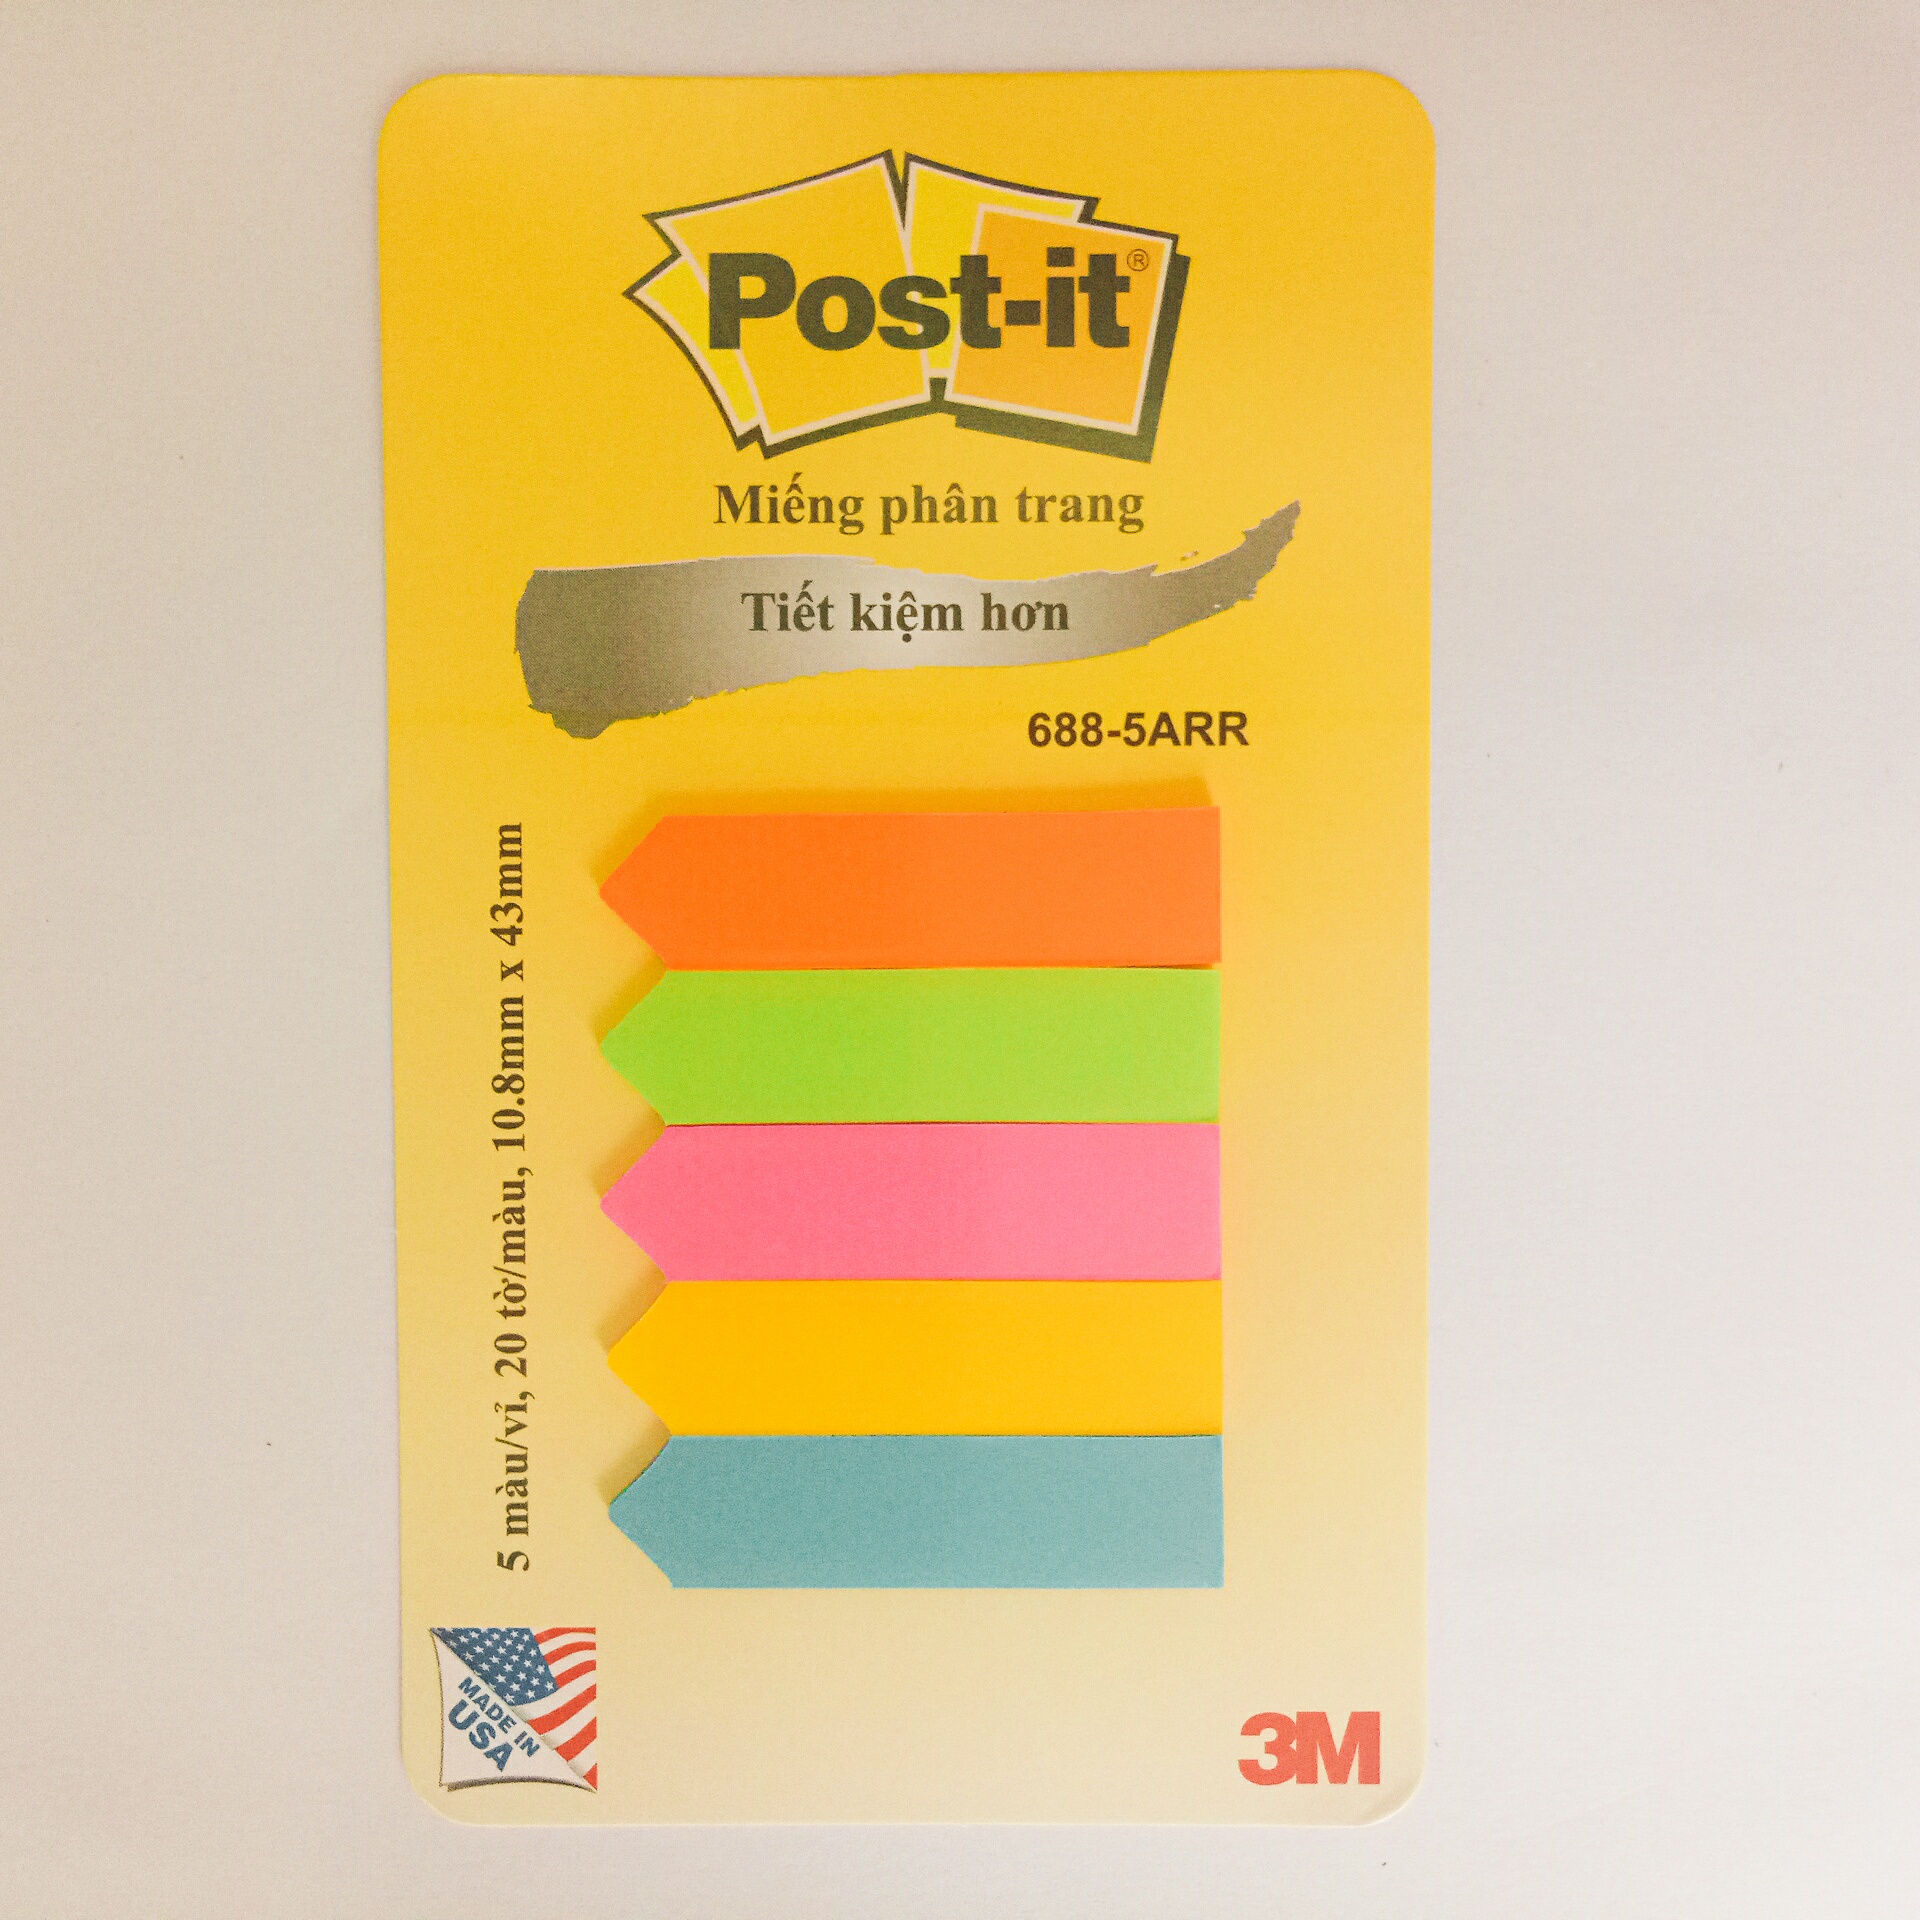 Post-it®
Miếng phân trang
Tiết kiệm hơn
688-5ARR
5 màu/vỉ, 20 tờ/màu, 10.8mm x 43mm
MADE IN
USA
3M